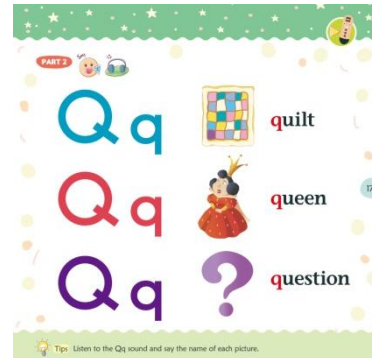 PART 2
Qq quilt
Qq queen
17
Qq question
Tips Listen to the Qq sound and say the name of each picture.